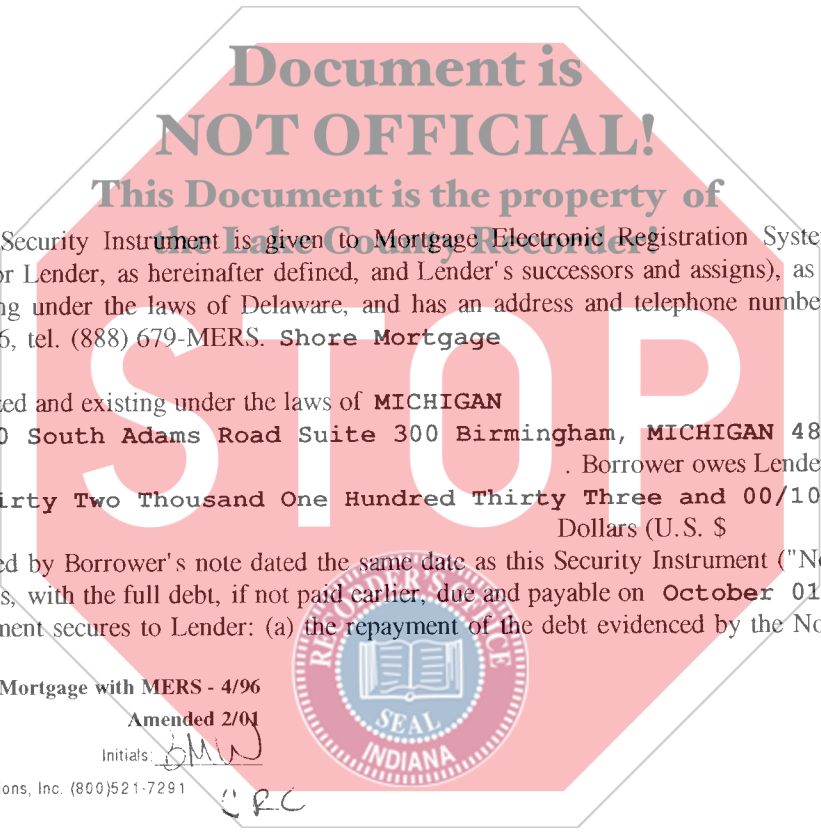 Document is
NOT OFFICIAL!
This Document is the property of
the Lake County Recorder!
Security Instrument is given to Mortgage Electronic Registration Syste
or Lender, as hereinafter defined, and Lender's successors and assigns), as
ng under the laws of Delaware, and has an address and telephone numbe
6, tel. (888) 679-MERS. Shore Mortgage
ed and existing under the laws of MICHIGAN
0 South Adams Road Suite 300 Birmingham, MICHIGAN 48
. Borrower owes Lende
irty Two Thousand One Hundred Thirty Three and 00/10
Dollars (U.S. $
ed by Borrower's note dated the same date as this Security Instrument ("No
s, with the full debt, if not paid earlier, due and payable on October 01
ment secures to Lender: (a) the repayment of the debt evidenced by the No
STOP
RECORDER'S OFFICE
SEAL
INDIANA
Mortgage with MERS - 4/96
Amended 2/01
Initials: BMW
ions, Inc. (800)521-7291
CRC